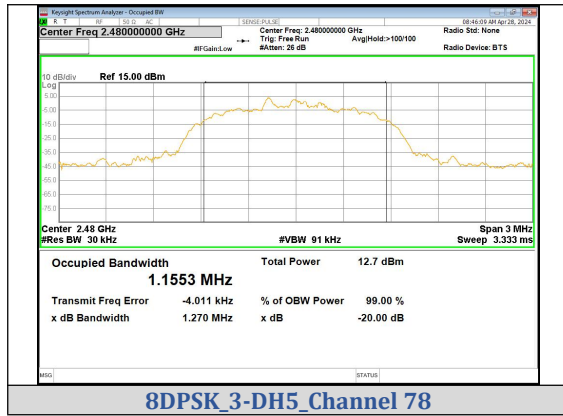 Keysight Spectrum Analyzer - Occupied BW
R T RF 50 Ω AC SENSE:PULSE 08:46:09 AM Apr 28, 2024
Center Freq 2.480000000 GHz Center Freq: 2.480000000 GHz Radio Std: None
Trig: Free Run Avg|Hold:>100/100
#IFGain:Low #Atten: 26 dB Radio Device: BTS
10 dB/div Ref 15.00 dBm
Log
5.00
-5.00
-15.0
-25.0
-35.0
-45.0
-55.0
-65.0
-75.0
Center 2.48 GHz Span 3 MHz
#Res BW 30 kHz #VBW 91 kHz Sweep 3.333 ms
Occupied Bandwidth Total Power 12.7 dBm
1.1553 MHz
Transmit Freq Error -4.011 kHz % of OBW Power 99.00 %
x dB Bandwidth 1.270 MHz x dB -20.00 dB
MSG STATUS
8DPSK_3-DH5_Channel 78